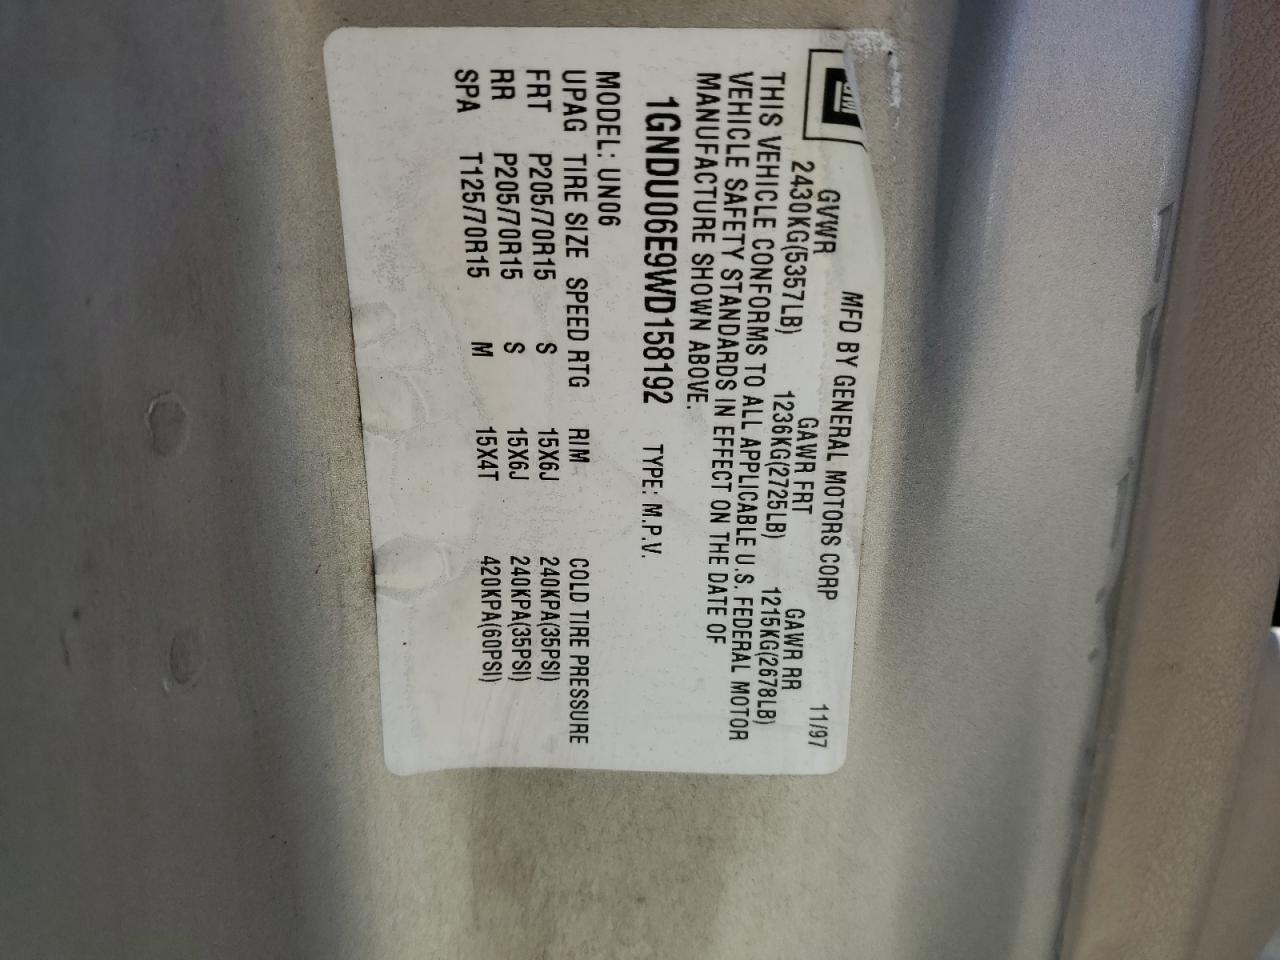 GM
MFD BY GENERAL MOTORS CORP 11/97
GVWR GAWR FRT GAWR RR
2430KG(5357LB) 1236KG(2725LB) 1215KG(2678LB)
THIS VEHICLE CONFORMS TO ALL APPLICABLE U.S. FEDERAL MOTOR
VEHICLE SAFETY STANDARDS IN EFFECT ON THE DATE OF
MANUFACTURE SHOWN ABOVE.
1GNDU06E9WD158192 TYPE: M.P.V.
MODEL: UN06
UPAG TIRE SIZE SPEED RTG RIM COLD TIRE PRESSURE
FRT P205/70R15 S 15X6J 240KPA(35PSI)
RR P205/70R15 S 15X6J 240KPA(35PSI)
SPA T125/70R15 M 15X4T 420KPA(60PSI)